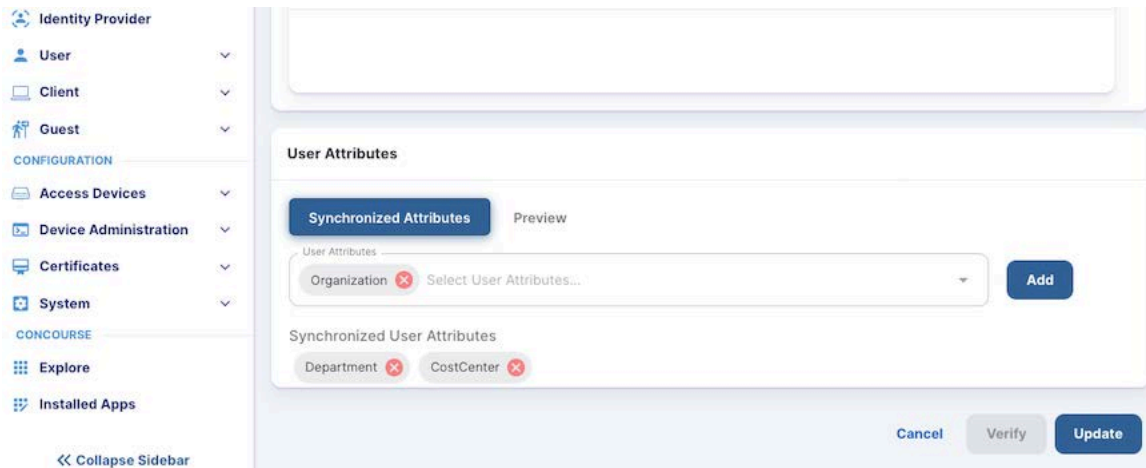 Identity Provider
User
Client
Guest
CONFIGURATION
Access Devices
Device Administration
Certificates
System
CONCOURSE
Explore
Installed Apps
Collapse Sidebar
User Attributes
Synchronized Attributes Preview
User Attributes
Organization Select User Attributes... Add
Synchronized User Attributes
Department CostCenter
Cancel Verify Update